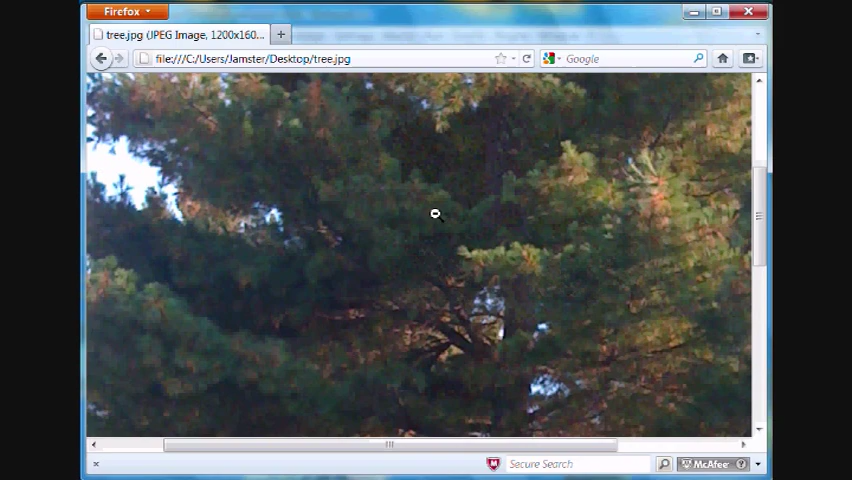 Firefox
tree.jpg (JPEG Image, 1200x160...
file:///C:/Users/Jamster/Desktop/tree.jpg
Google
Secure Search
McAfee